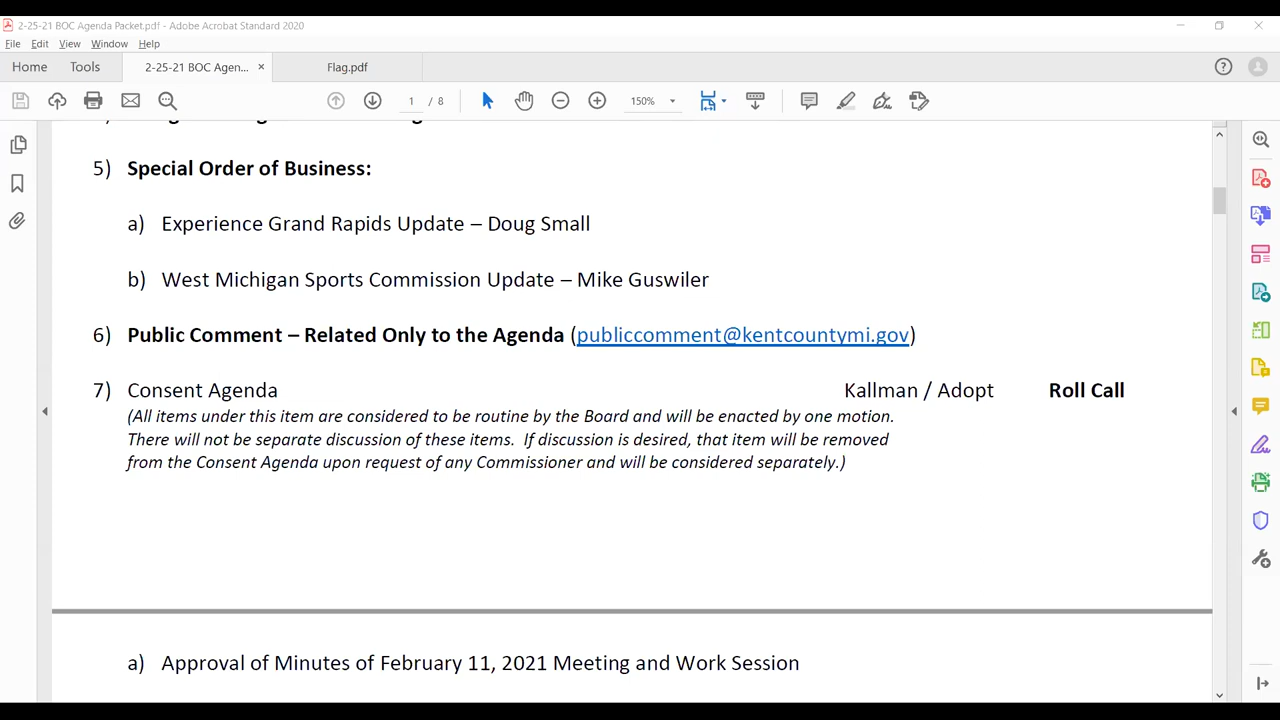 2-25-21 BOC Agenda Packet.pdf - Adobe Acrobat Standard 2020
File Edit View Window Help
Home Tools 2-25-21 BOC Agen... × Flag.pdf
1 / 8 150%
5) Special Order of Business:
a) Experience Grand Rapids Update – Doug Small
b) West Michigan Sports Commission Update – Mike Guswiler
6) Public Comment – Related Only to the Agenda (publiccomment@kentcountymi.gov)
7) Consent Agenda Kallman / Adopt Roll Call
(All items under this item are considered to be routine by the Board and will be enacted by one motion.
There will not be separate discussion of these items. If discussion is desired, that item will be removed
from the Consent Agenda upon request of any Commissioner and will be considered separately.)
a) Approval of Minutes of February 11, 2021 Meeting and Work Session